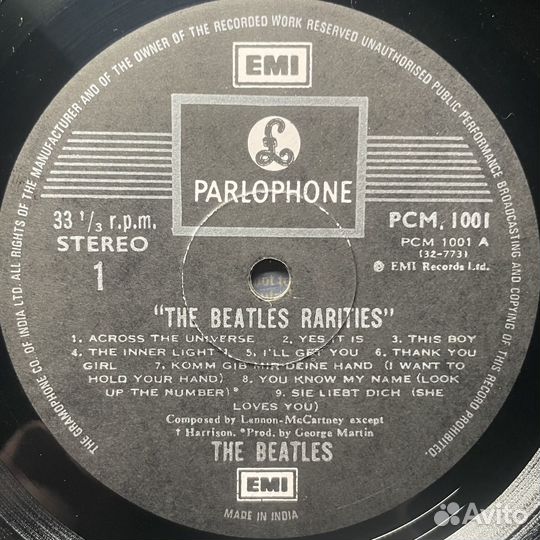 THE GRAMOPHONE CO. OF INDIA LTD. ALL RIGHTS OF THE MANUFACTURER AND OF THE OWNER OF THE RECORDED WORK RESERVED UNAUTHORISED PUBLIC PERFORMANCE BROADCASTING AND COPYING OF THIS RECORD PROHIBITED.
EMI
£
PARLOPHONE
33 1/3 r.p.m.
STEREO
1
PCM. 1001
PCM 1001 A
(32-773)
℗ EMI Records Ltd.
"THE BEATLES RARITIES"
1. ACROSS THE UNIVERSE 2. YES IT IS 3. THIS BOY
4. THE INNER LIGHT † 5. I'LL GET YOU 6. THANK YOU
GIRL 7. KOMM GIB MIR DEINE HAND (I WANT TO
HOLD YOUR HAND) 8. YOU KNOW MY NAME (LOOK
UP THE NUMBER)* 9. SIE LIEBT DICH (SHE
LOVES YOU)
Composed by Lennon-McCartney except
† Harrison. *Prod. by George Martin
THE BEATLES
EMI
MADE IN INDIA
Avito